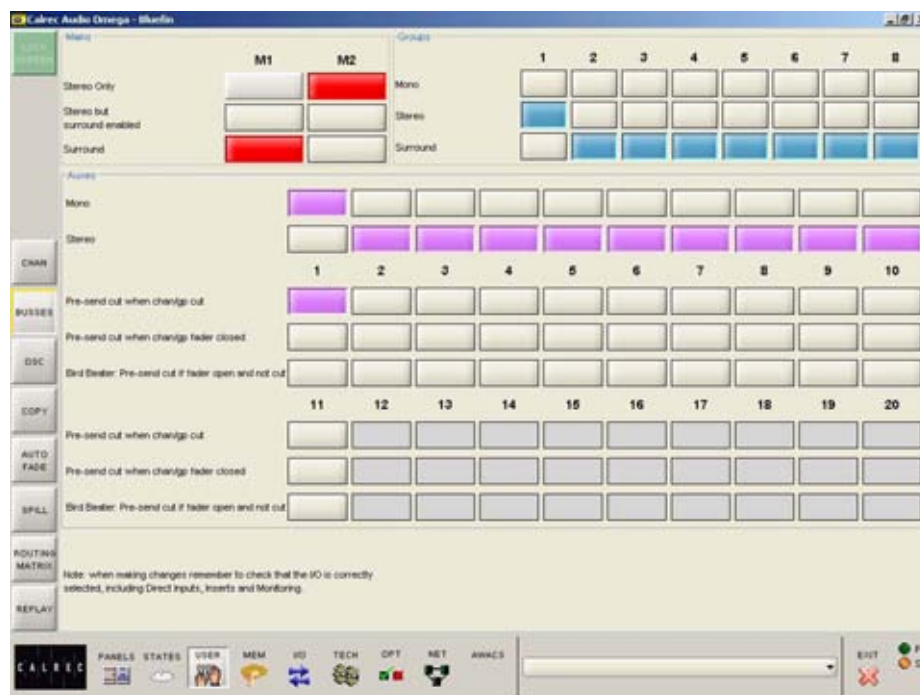 Calrec Audio Omega - Bluefin
Mains
Groups
M1 M2
1 2 3 4 5 6 7 8
Stereo Only
Mono
Stereo but
surround enabled
Stereo
Surround
Surround
Auxes
Mono
Stereo
1 2 3 4 5 6 7 8 9 10
Pre-send cut when chan/gp cut
Pre-send cut when chan/gp fader closed
Bird Beater: Pre-send cut if fader open and not cut
11 12 13 14 15 16 17 18 19 20
Pre-send cut when chan/gp cut
Pre-send cut when chan/gp fader closed
Bird Beater: Pre-send cut if fader open and not cut
Note: when making changes remember to check that the I/O is correctly
selected, including Direct Inputs, Inserts and Monitoring.
CHAN
BUSSES
OSC
COPY
AUTO
FADE
SPILL
ROUTING
MATRIX
REPLAY
CALREC
PANELS STATES USER MEM I/O TECH OPT NET AWACS
EXIT